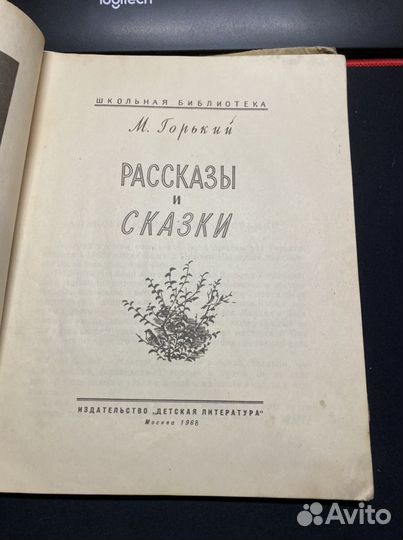 logitech
ШКОЛЬНАЯ БИБЛИОТЕКА
М. Горький
РАССКАЗЫ
и
СКАЗКИ
ИЗДАТЕЛЬСТВО „ДЕТСКАЯ ЛИТЕРАТУРА"
Москва 1968
Avito